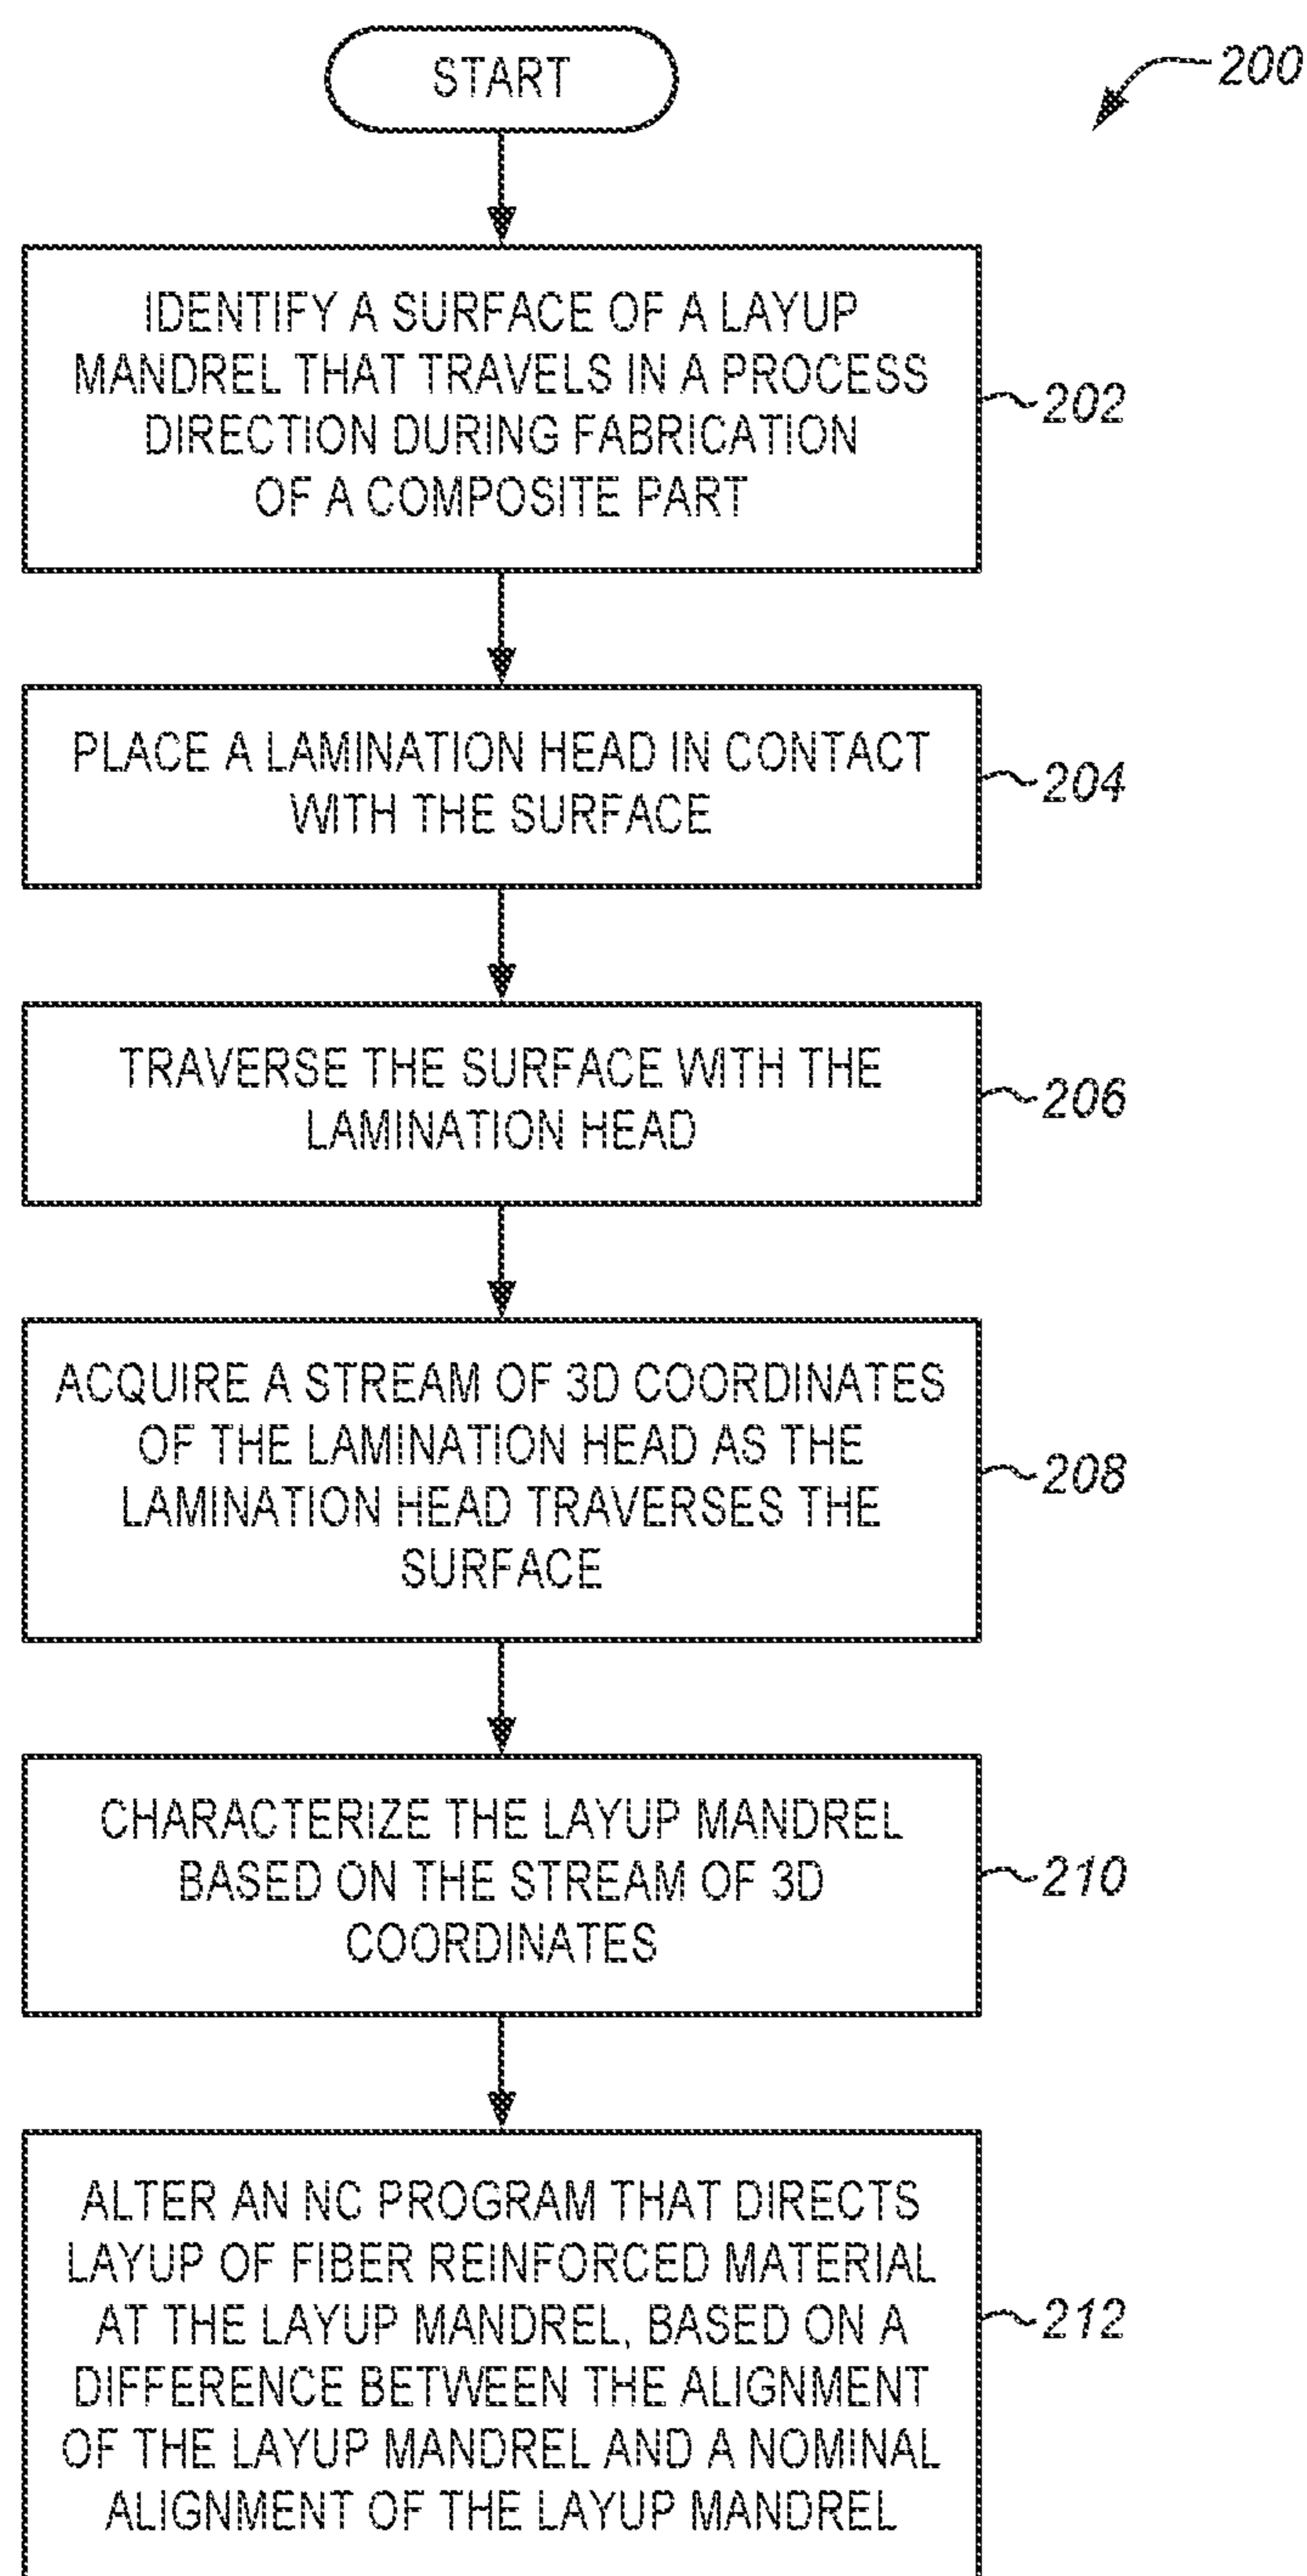 START
200
IDENTIFY A SURFACE OF A LAYUP
MANDREL THAT TRAVELS IN A PROCESS
DIRECTION DURING FABRICATION
OF A COMPOSITE PART
202
PLACE A LAMINATION HEAD IN CONTACT
WITH THE SURFACE
204
TRAVERSE THE SURFACE WITH THE
LAMINATION HEAD
206
ACQUIRE A STREAM OF 3D COORDINATES
OF THE LAMINATION HEAD AS THE
LAMINATION HEAD TRAVERSES THE
SURFACE
208
CHARACTERIZE THE LAYUP MANDREL
BASED ON THE STREAM OF 3D
COORDINATES
210
ALTER AN NC PROGRAM THAT DIRECTS
LAYUP OF FIBER REINFORCED MATERIAL
AT THE LAYUP MANDREL, BASED ON A
DIFFERENCE BETWEEN THE ALIGNMENT
OF THE LAYUP MANDREL AND A NOMINAL
ALIGNMENT OF THE LAYUP MANDREL
212